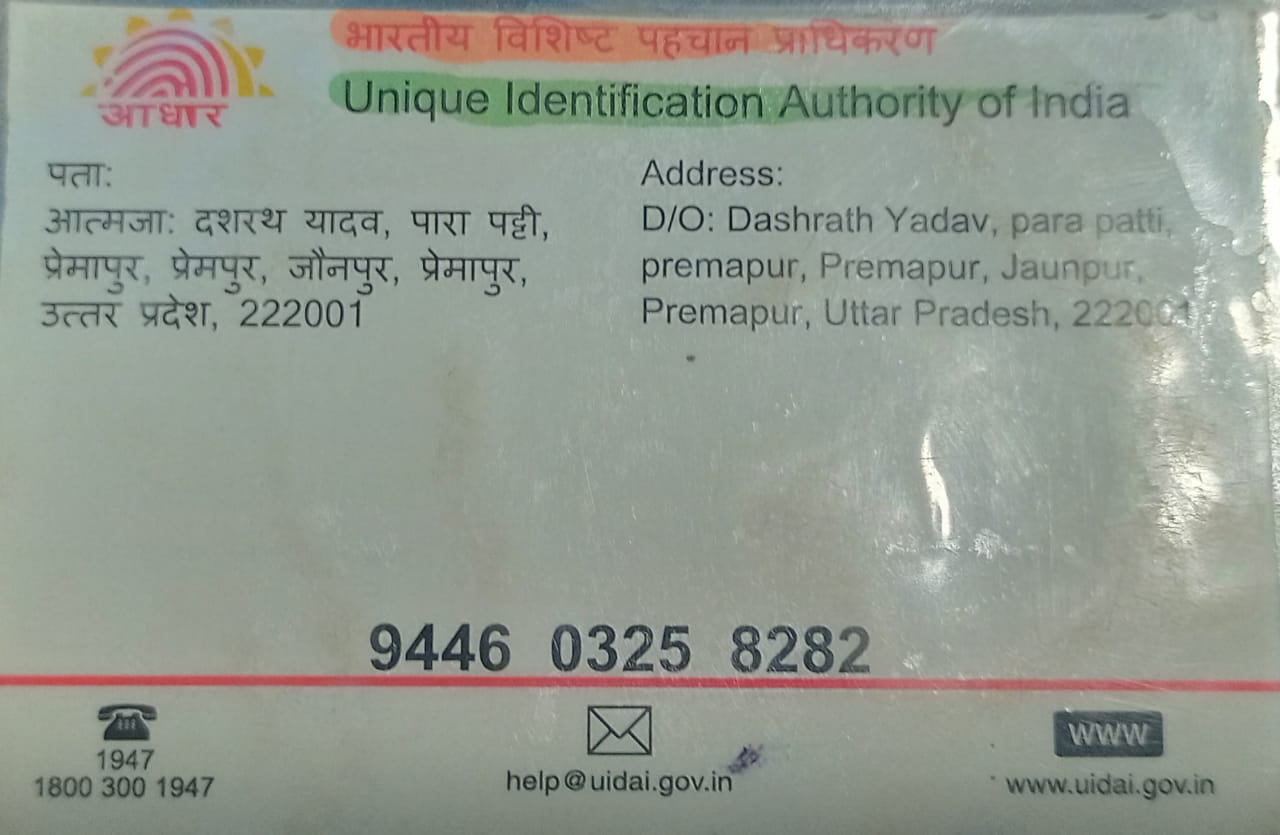 आधार
भारतीय विशिष्ट पहचान प्राधिकरण
Unique Identification Authority of India
पता:
आत्मजा: दशरथ यादव, पारा पट्टी,
प्रेमापुर, प्रेमपुर, जौनपुर, प्रेमापुर,
उत्तर प्रदेश, 222001
Address:
D/O: Dashrath Yadav, para patti,
premapur, Premapur, Jaunpur,
Premapur, Uttar Pradesh, 222001
9446 0325 8282
1947
1800 300 1947
help@uidai.gov.in
www
www.uidai.gov.in